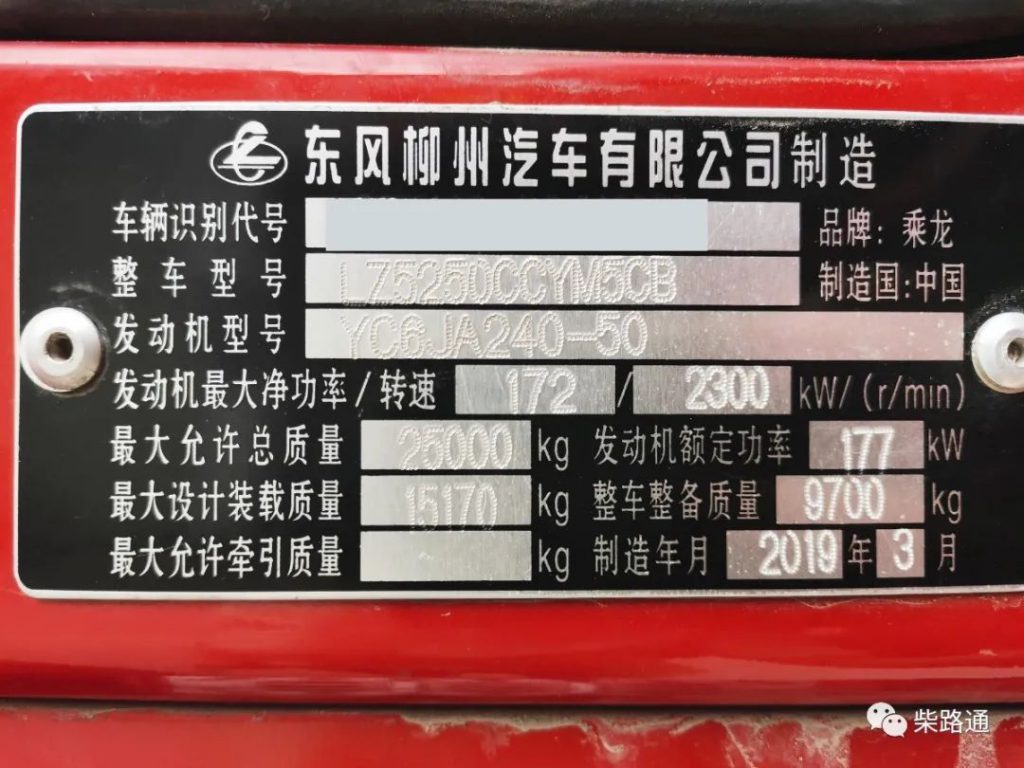 东风柳州汽车有限公司制造
车辆识别代号 品牌：乘龙
整车型号 LZ5250CCYM5CB 制造国:中国
发动机型号 YC6JA240-50
发动机最大净功率/转速 172 / 2300 kW/(r/min)
最大允许总质量 25000 kg 发动机额定功率 177 kW
最大设计装载质量 15170 kg 整车整备质量 9700 kg
最大允许牵引质量 kg 制造年月 2019 年 3 月
柴路通